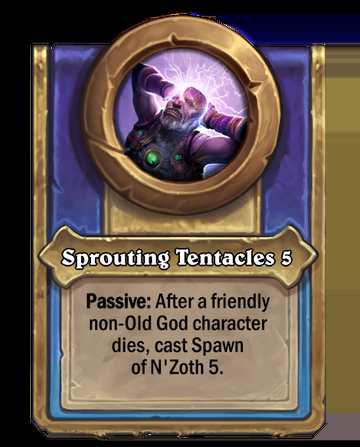 Sprouting Tentacles 5
Passive: After a friendly
non-Old God character
dies, cast Spawn
of N'Zoth 5.